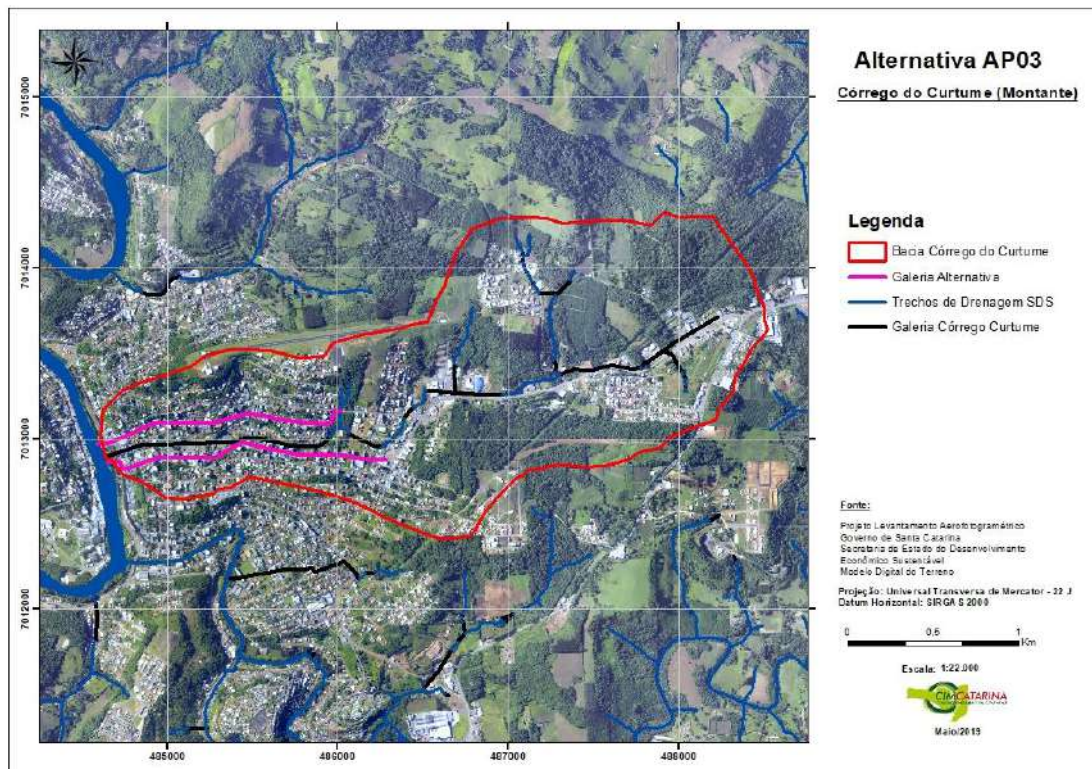 Alternativa AP03
Córrego do Curtume (Montante)
Legenda
Bacia Córrego do Curtume
Galeria Alternativa
Trechos de Drenagem SDS
Galeria Córrego Curtume
Fonte:
Projeto Levantamento Aerofotogramétrico
Governo de Santa Catarina
Secretaria de Estado do Desenvolvimento
Econômico Sustentável
Modelo Digital do Terreno
Projeção: Universal Transversa de Mercator - 22 J
Datum Horizontal: SIRGAS 2000
0 0,5 1
Km
Escala: 1:22.000
CIMCATARINA
Maio/2019
7015000
7014000
7013000
7012000
485000 486000 487000 488000